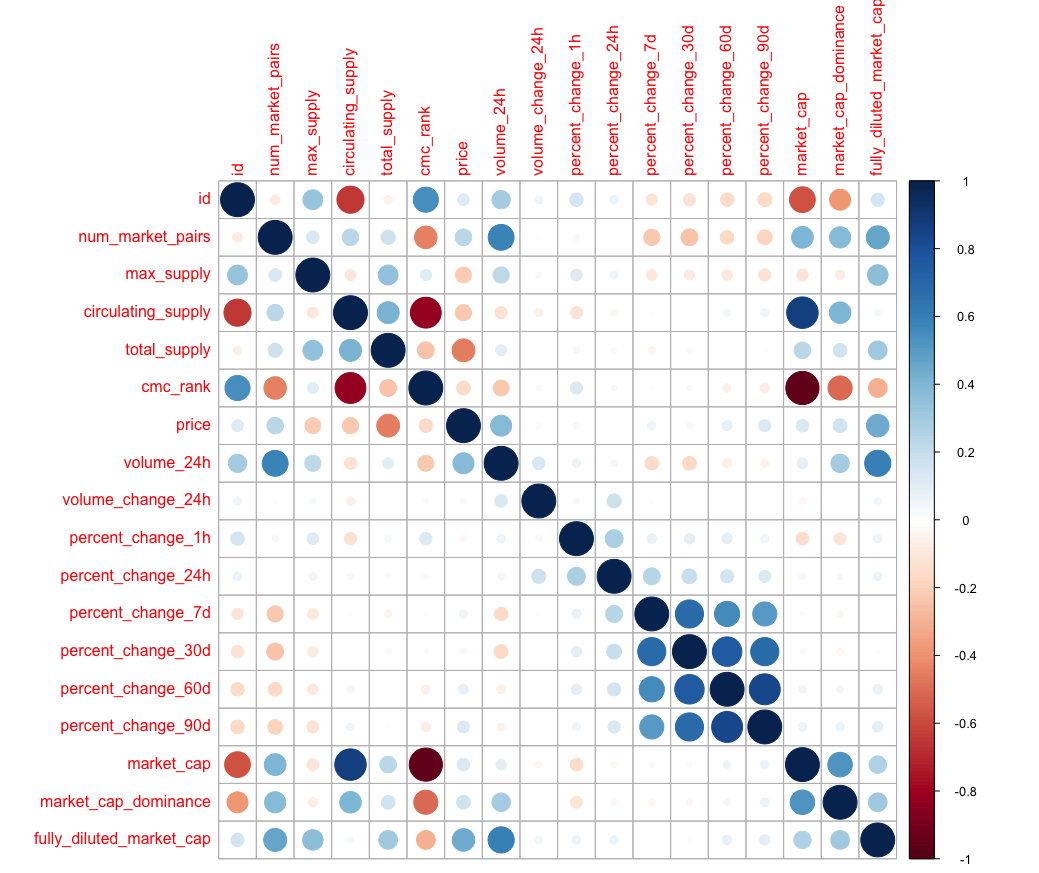 id
num_market_pairs
max_supply
circulating_supply
total_supply
cmc_rank
price
volume_24h
volume_change_24h
percent_change_1h
percent_change_24h
percent_change_7d
percent_change_30d
percent_change_60d
percent_change_90d
market_cap
market_cap_dominance
fully_diluted_market_cap
id
num_market_pairs
max_supply
circulating_supply
total_supply
cmc_rank
price
volume_24h
volume_change_24h
percent_change_1h
percent_change_24h
percent_change_7d
percent_change_30d
percent_change_60d
percent_change_90d
market_cap
market_cap_dominance
fully_diluted_market_cap
1
0.8
0.6
0.4
0.2
0
-0.2
-0.4
-0.6
-0.8
-1